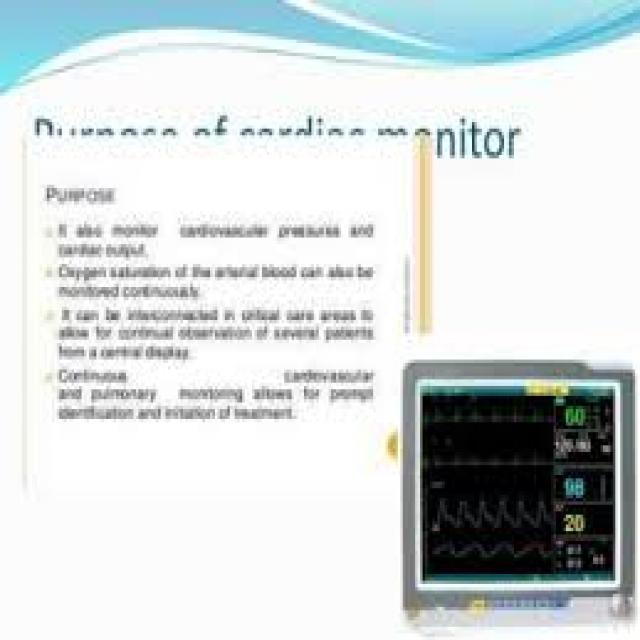 Purpose of cardiac monitor
PURPOSE
It also monitor cardiovascular pressures and
cardiac output.
Oxygen saturation of the arterial blood can also be
monitored continuously.
It can be interconnected in critical care areas to
allow for continual observation of several patients
from a central display.
Continuous cardiovascular
and pulmonary monitoring allows for prompt
identification and initiation of treatment.
60
98
20